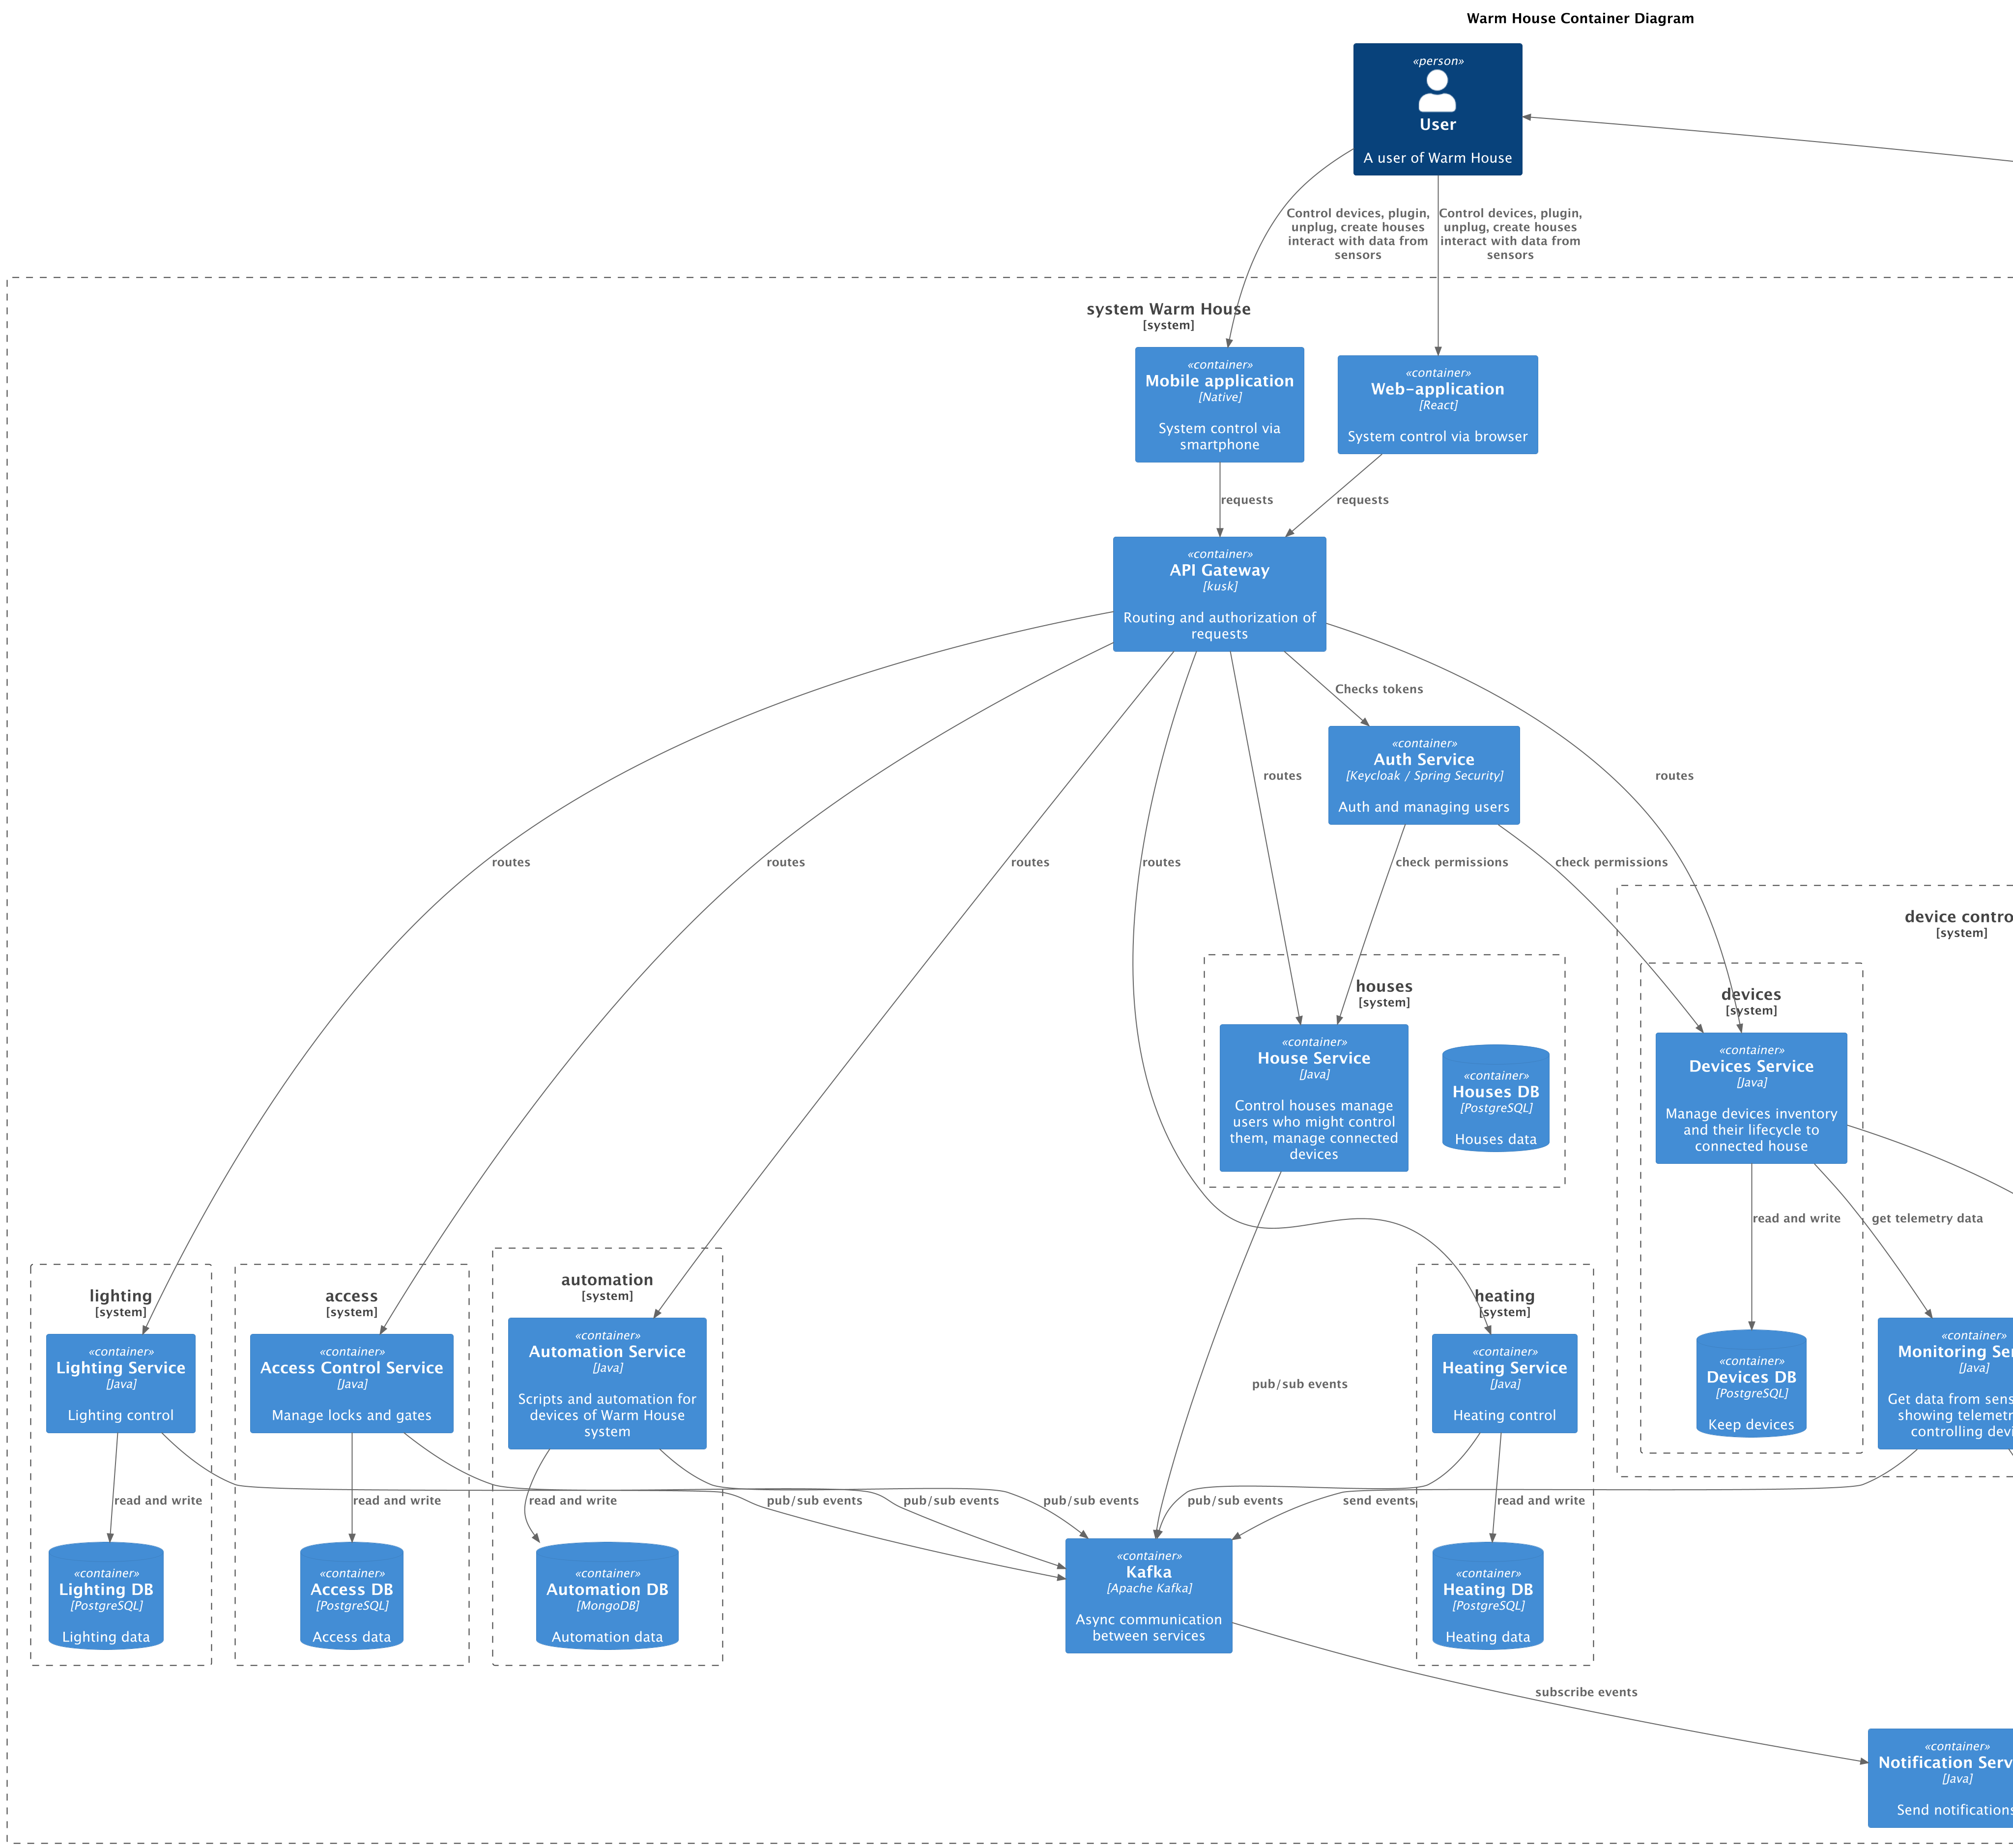 Warm House Container Diagram
«person»
User
A user of Warm House
Control devices, plugin,
unplug, create houses
interact with data from
sensors
Control devices, plugin,
unplug, create houses
interact with data from
sensors
system Warm House
[system]
«container»
Mobile application
[Native]
System control via
smartphone
«container»
Web-application
[React]
System control via browser
requests
requests
«container»
API Gateway
[kusk]
Routing and authorization of
requests
Checks tokens
«container»
Auth Service
[Keycloak / Spring Security]
Auth and managing users
routes
routes
routes
routes
routes
routes
check permissions
check permissions
device contro
[system]
houses
[system]
«container»
House Service
[Java]
Control houses manage
users who might control
them, manage connected
devices
«container»
Houses DB
[PostgreSQL]
Houses data
devices
[system]
«container»
Devices Service
[Java]
Manage devices inventory
and their lifecycle to
connected house
read and write
get telemetry data
«container»
Devices DB
[PostgreSQL]
Keep devices
«container»
Monitoring Ser
[Java]
Get data from sens
showing telemetr
controlling devi
lighting
[system]
«container»
Lighting Service
[Java]
Lighting control
access
[system]
«container»
Access Control Service
[Java]
Manage locks and gates
automation
[system]
«container»
Automation Service
[Java]
Scripts and automation for
devices of Warm House
system
heating
[system]
«container»
Heating Service
[Java]
Heating control
pub/sub events
read and write
read and write
read and write
pub/sub events
pub/sub events
pub/sub events
pub/sub events
send events
read and write
«container»
Lighting DB
[PostgreSQL]
Lighting data
«container»
Access DB
[PostgreSQL]
Access data
«container»
Automation DB
[MongoDB]
Automation data
«container»
Kafka
[Apache Kafka]
Async communication
between services
«container»
Heating DB
[PostgreSQL]
Heating data
subscribe events
«container»
Notification Serv
[Java]
Send notifications